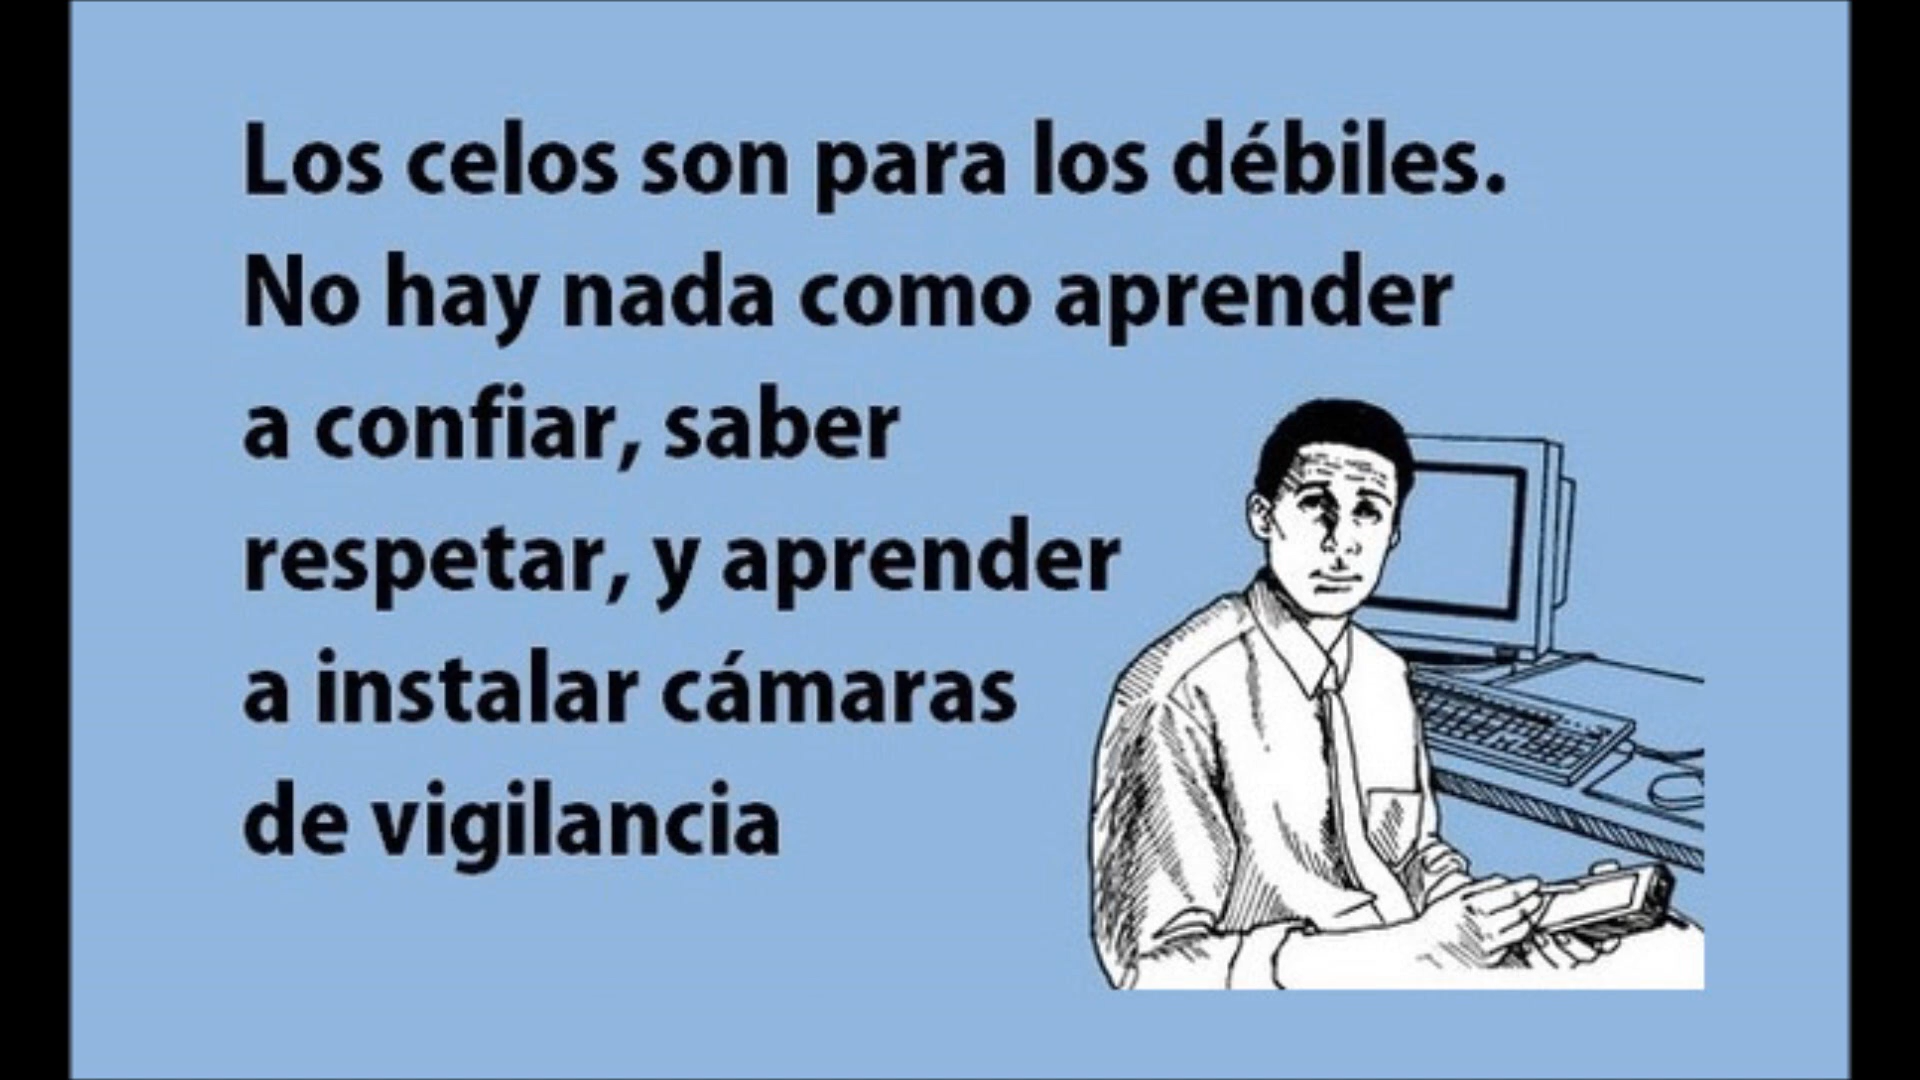 Los celos son para los débiles.
No hay nada como aprender
a confiar, saber
respetar, y aprender
a instalar cámaras
de vigilancia